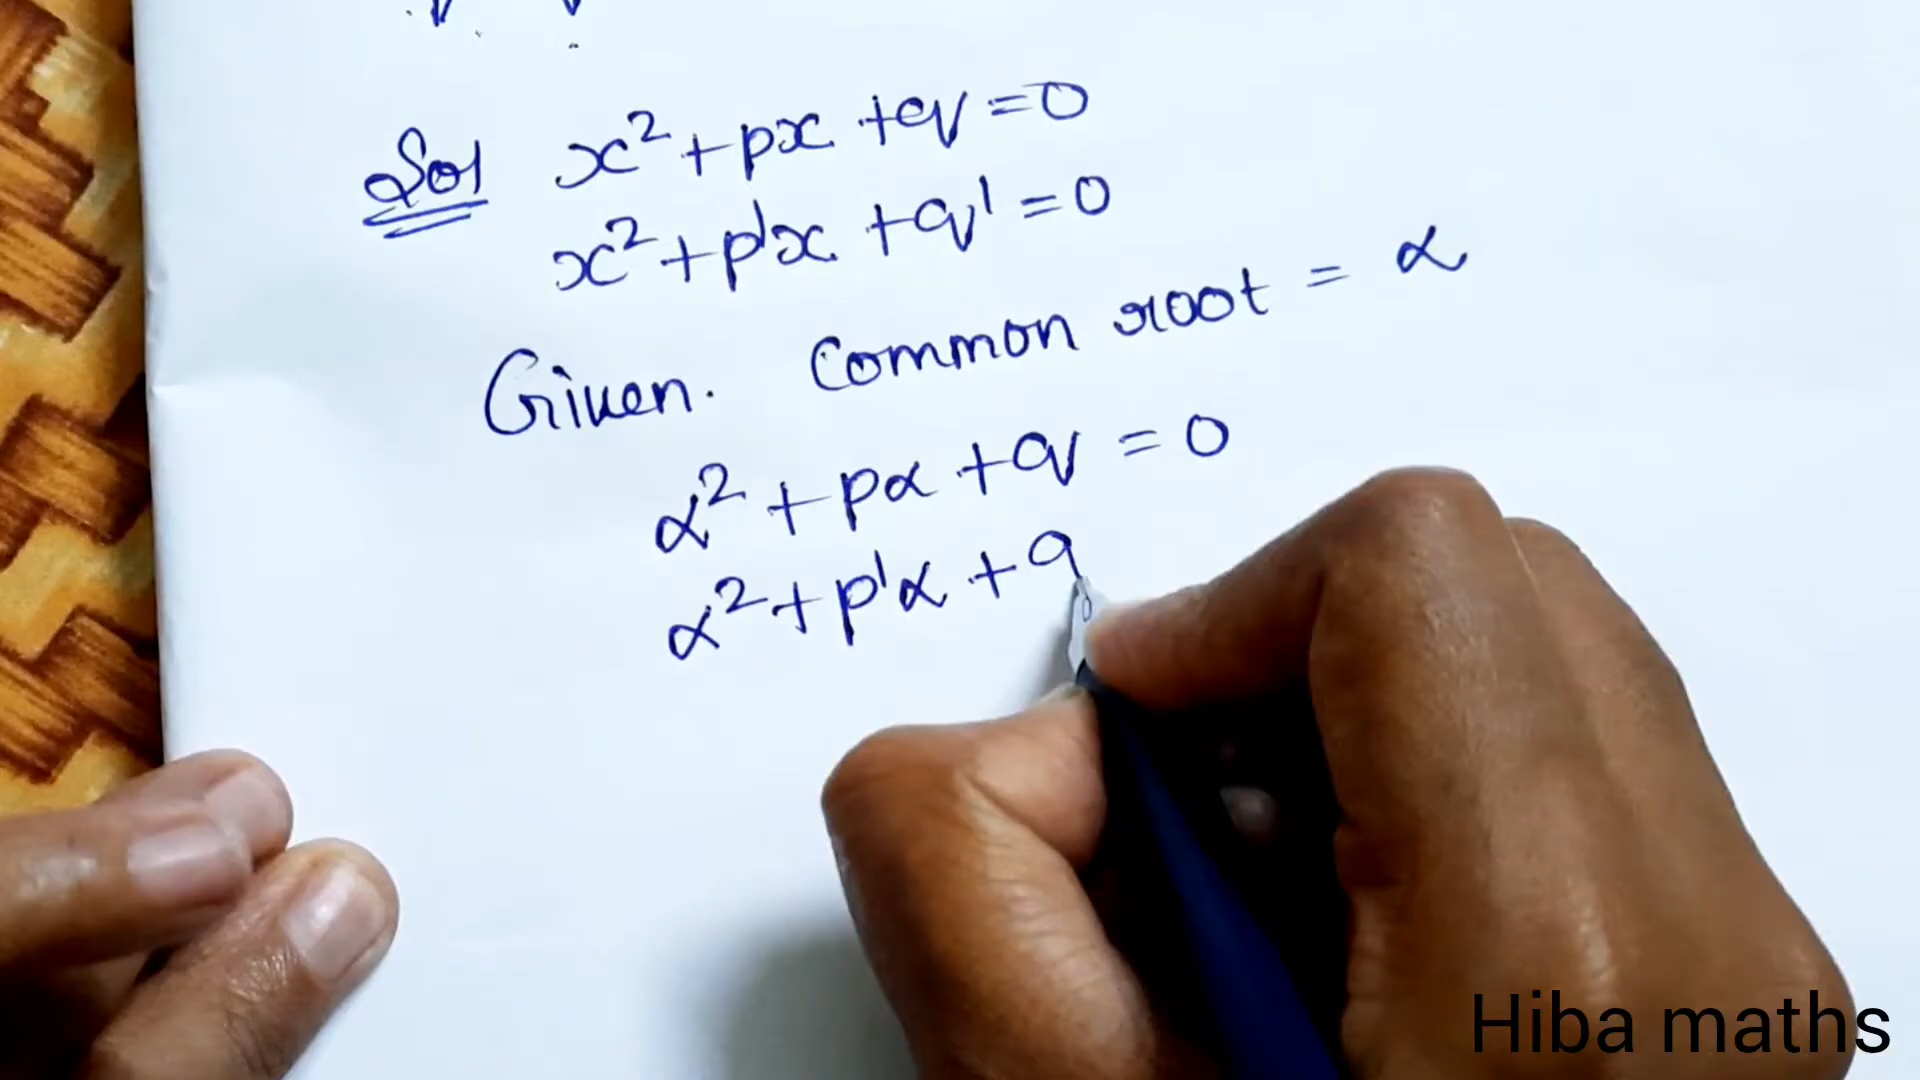 Sol x² + px + q = 0
x² + p'x + q' = 0
Given. Common root = α
α² + pα + q = 0
α² + p'α + q
Hiba maths